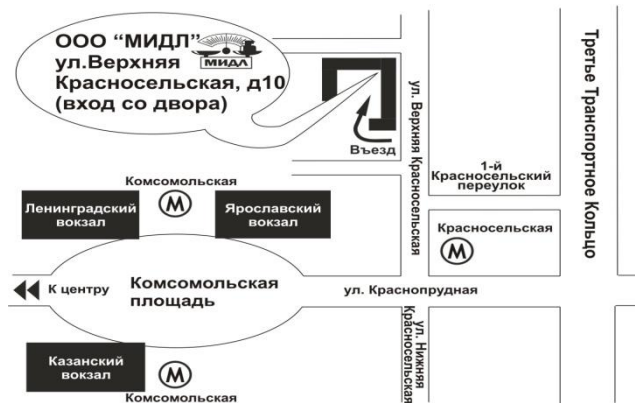 ООО “МИДЛ”
МИДЛ
ул.Верхняя
Красносельская, д10
(вход со двора)
Въезд
ул. Верхняя Красносельская
Третье Транспортное Кольцо
1-й
Красносельский
переулок
Комсомольская
М
Ленинградский
вокзал
Ярославский
вокзал
Красносельская
М
К центру
Комсомольская
площадь
ул. Краснопрудная
ул. Нижняя
Красносельская
Казанский
вокзал
М
Комсомольская